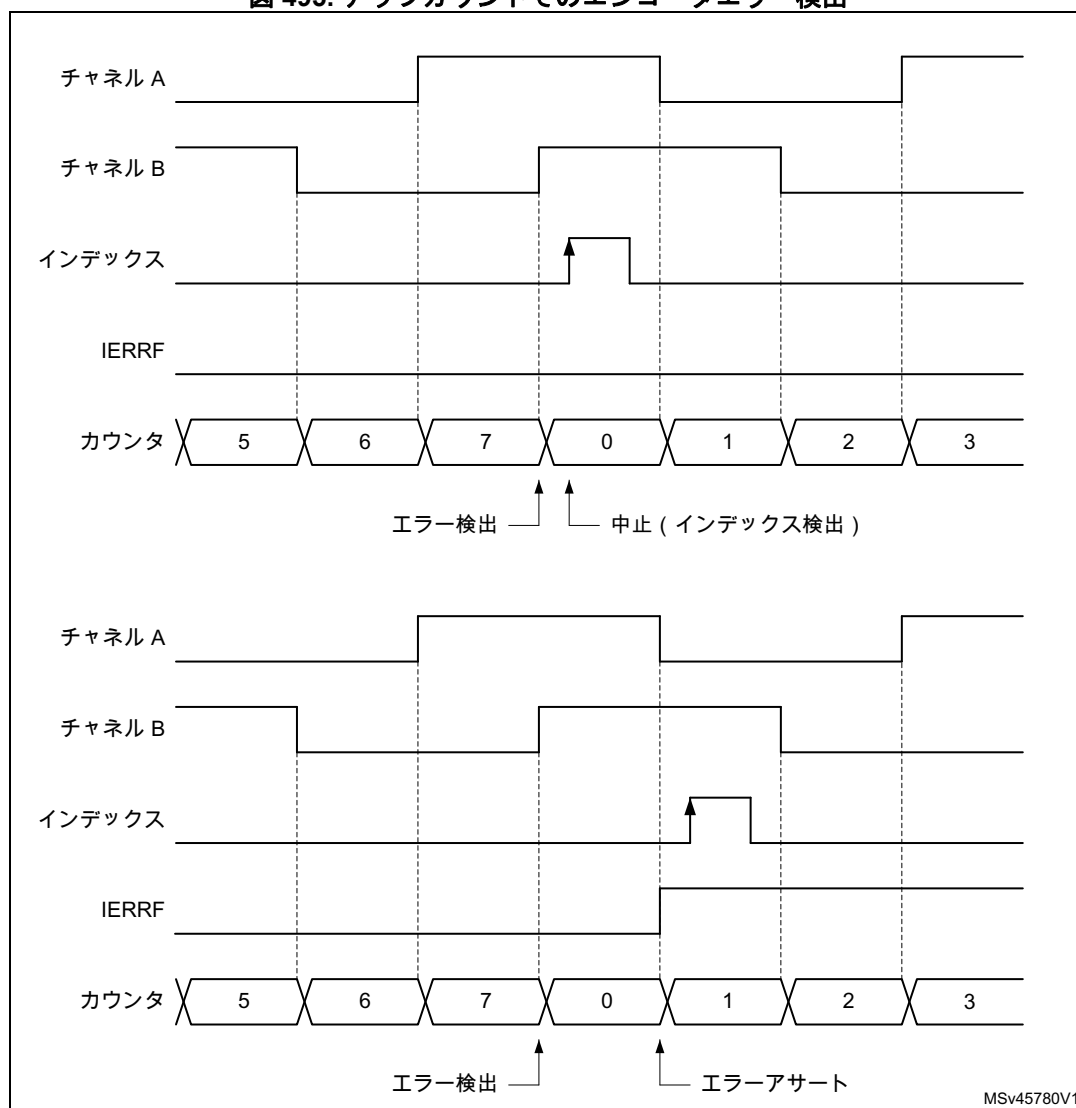 チャネル A
チャネル B
インデックス
IERRF
カウンタ 5 6 7 0 1 2 3
エラー検出 中止 ( インデックス検出 )
チャネル A
チャネル B
インデックス
IERRF
カウンタ 5 6 7 0 1 2 3
エラー検出 エラーアサート
MSv45780V1